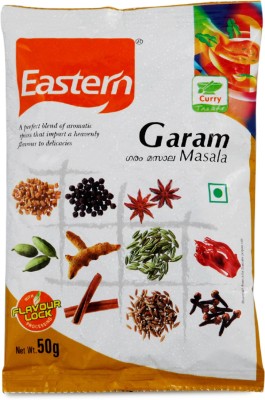 Eastern®
A perfect blend of aromatic
spices that impart a heavenly
flavour to delicacies
Curry
Garam
ഗരം മസാല Masala
FLAVOUR
LOCK
Net Wt. 50g